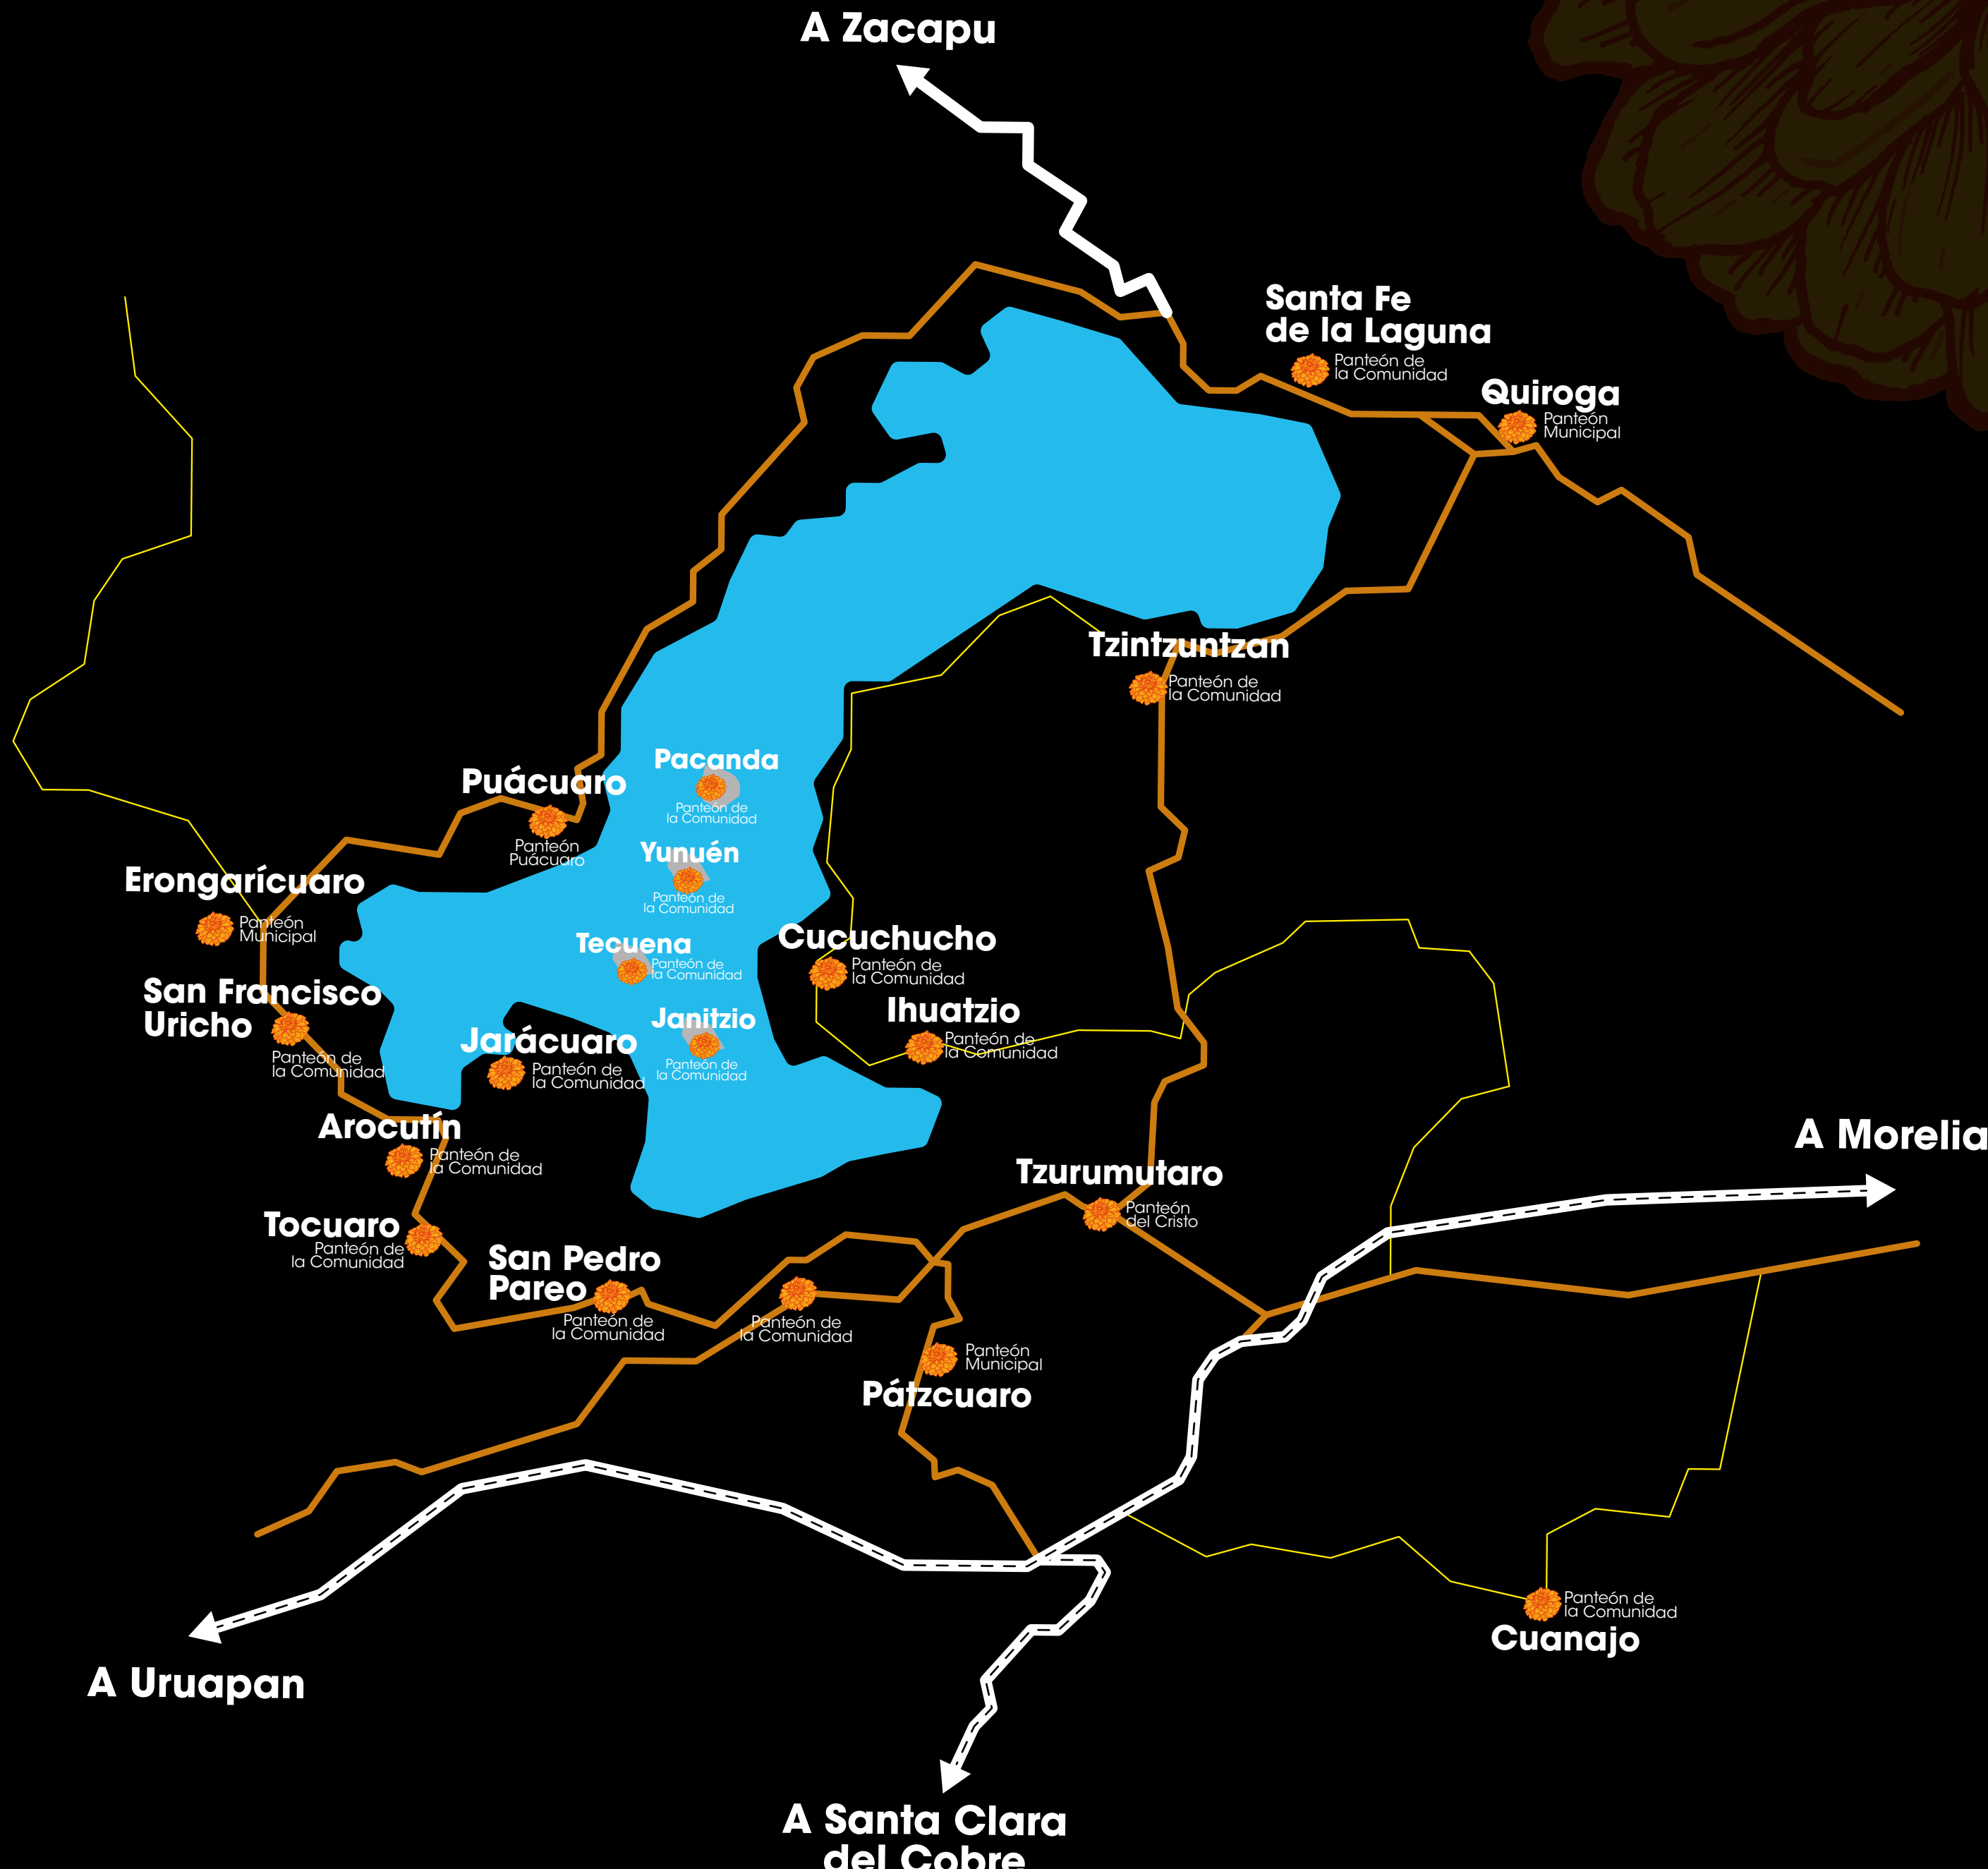 A Zacapu
Santa Fe
de la Laguna
Panteón de
la Comunidad
Quiroga
Panteón
Municipal
Tzintzuntzan
Panteón de
la Comunidad
Puácuaro
Panteón
Puácuaro
Pacanda
Panteón de
la Comunidad
Yunuén
Panteón de
la Comunidad
Erongarícuaro
Panteón
Municipal
Tecuena
Panteón de
la Comunidad
Cucuchucho
Panteón de
la Comunidad
San Francisco
Uricho
Panteón de
la Comunidad
Jarácuaro
Panteón de
la Comunidad
Janitzio
Panteón de
la Comunidad
Ihuatzio
Panteón de
la Comunidad
Arocutín
Panteón de
la Comunidad
A Morelia
Tzurumutaro
Panteón
del Cristo
Tocuaro
Panteón de
la Comunidad
San Pedro
Pareo
Panteón de
la Comunidad
Panteón de
la Comunidad
Panteón
Municipal
Pátzcuaro
Panteón de
la Comunidad
Cuanajo
A Uruapan
A Santa Clara
del Cobre